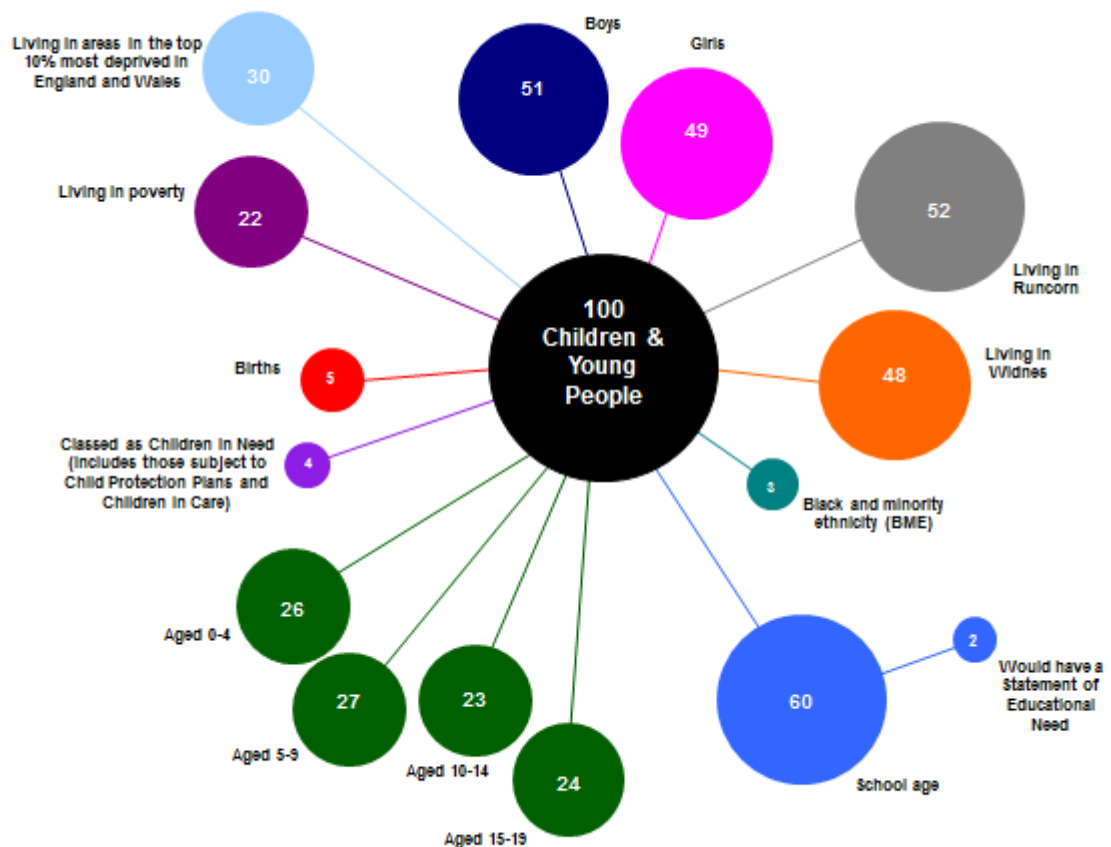 Living in areas in the top
10% most deprived in
England and Wales
30
Boys
51
Girls
49
Living in poverty
22
52
Living in
Runcorn
100
Children &
Young
People
Births
5
48
Living in
Widnes
Classed as Children in Need
(includes those subject to
Child Protection Plans and
Children in Care)
4
3
Black and minority
ethnicity (BME)
26
Aged 0-4
27
Aged 5-9
23
Aged 10-14
24
Aged 15-19
60
School age
2
Would have a
Statement of
Educational
Need